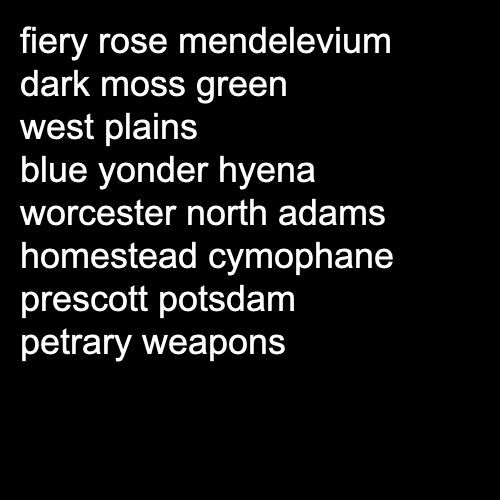 fiery rose mendelevium
dark moss green
west plains
blue yonder hyena
worcester north adams
homestead cymophane
prescott potsdam
petrary weapons